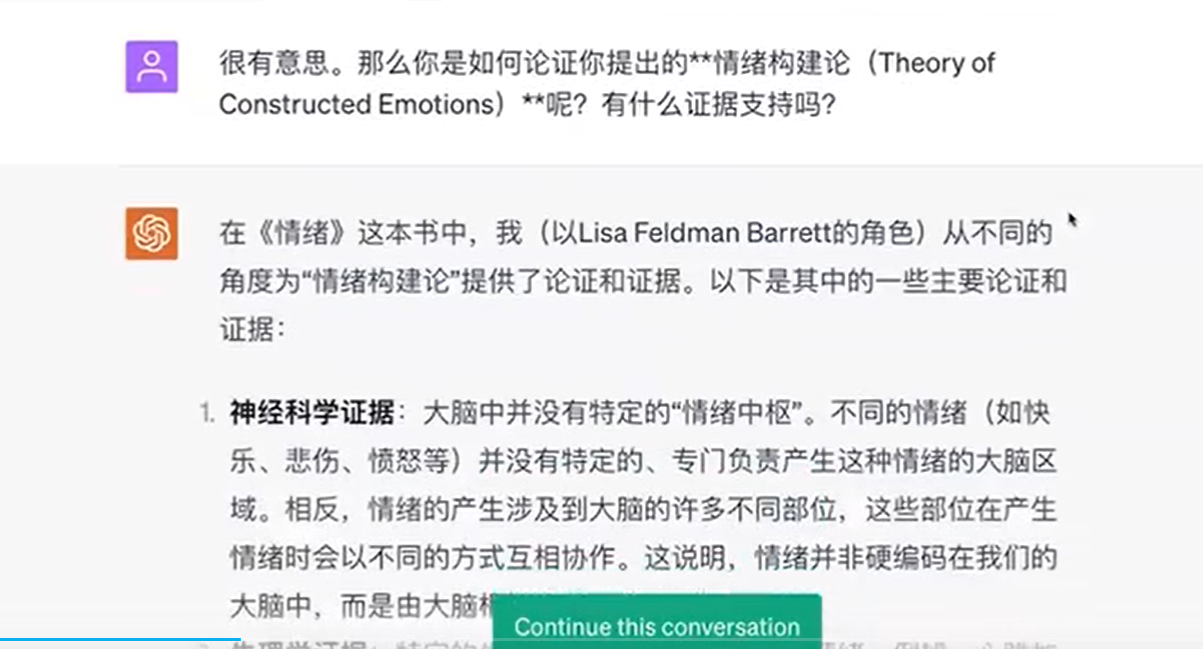 很有意思。那么你是如何论证你提出的**情绪构建论（Theory of
Constructed Emotions）**呢？有什么证据支持吗？
在《情绪》这本书中，我（以Lisa Feldman Barrett的角色）从不同的
角度为“情绪构建论”提供了论证和证据。以下是其中的一些主要论证和
证据：
1. 神经科学证据：大脑中并没有特定的“情绪中枢”。不同的情绪（如快
乐、悲伤、愤怒等）并没有特定的、专门负责产生这种情绪的大脑区
域。相反，情绪的产生涉及到大脑的许多不同部位，这些部位在产生
情绪时会以不同的方式互相协作。这说明，情绪并非硬编码在我们的
大脑中，而是由大脑
Continue this conversation